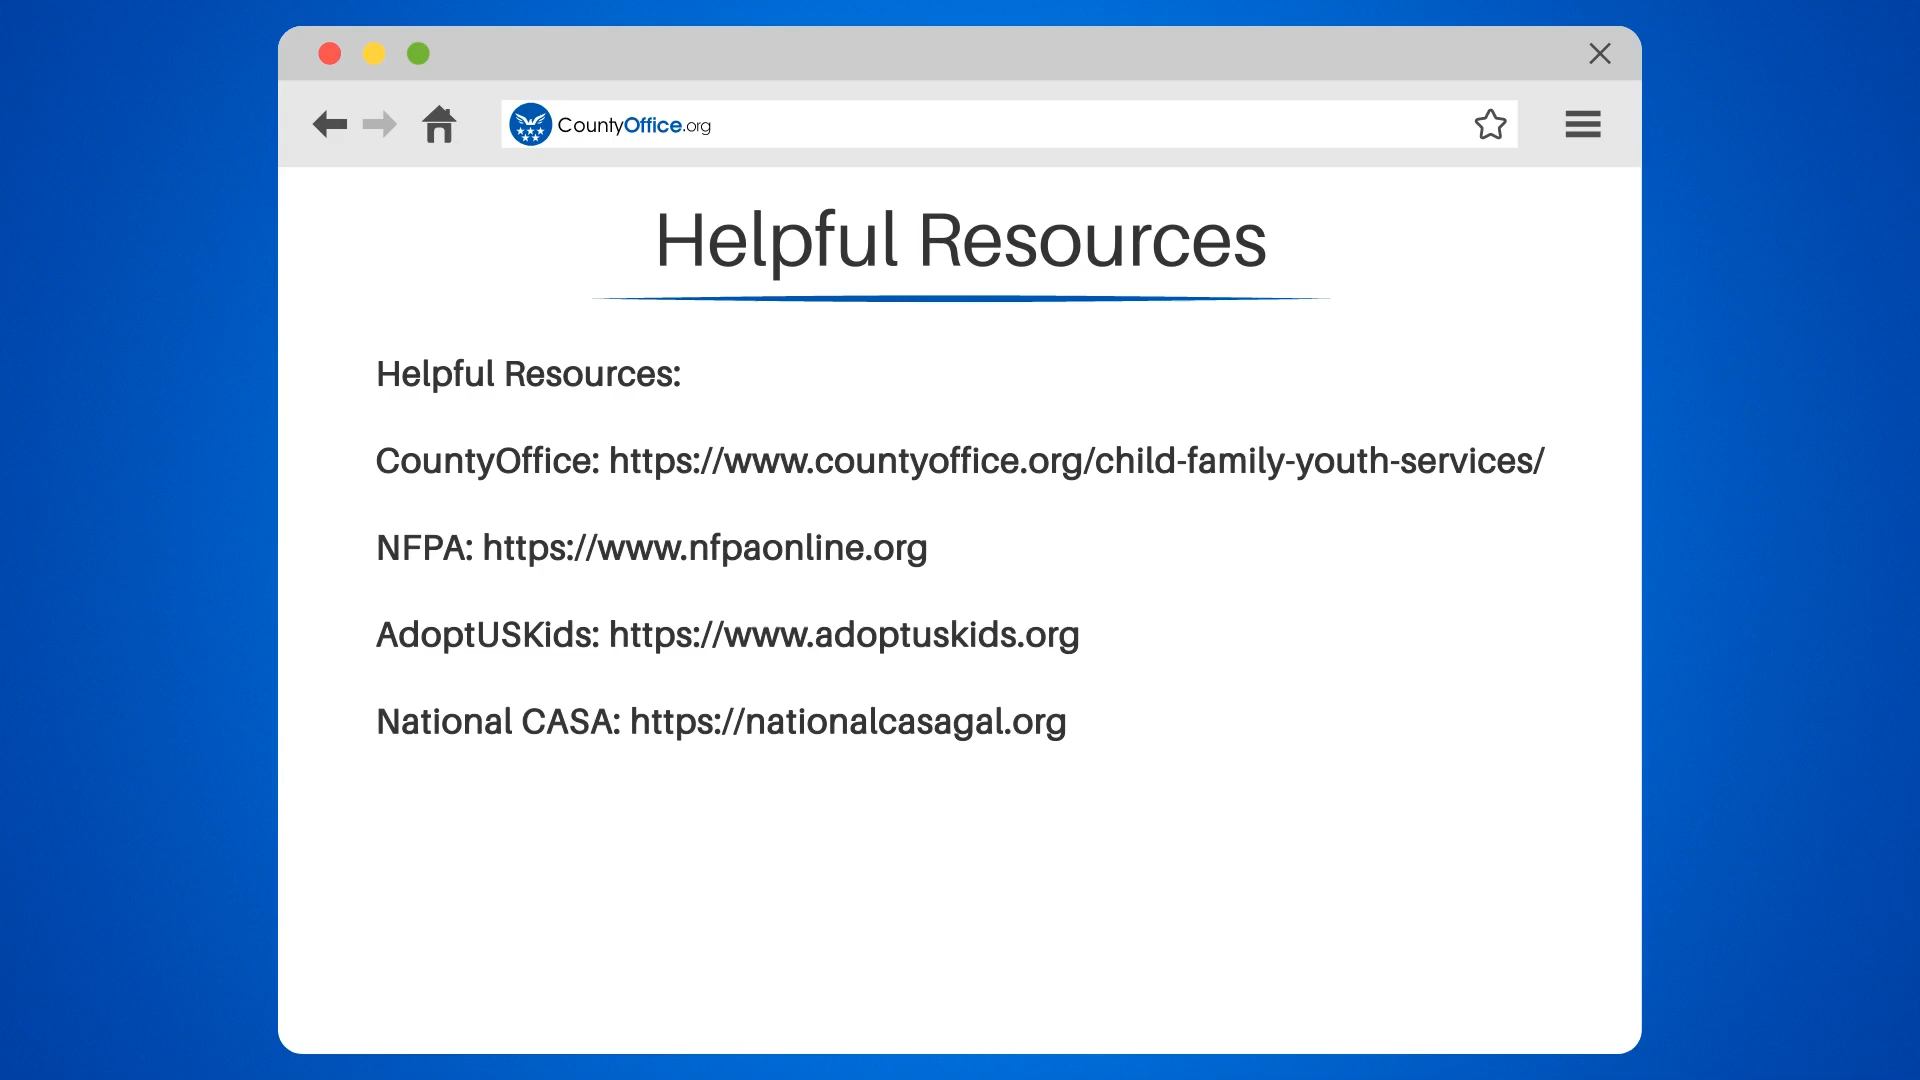 CountyOffice.org
Helpful Resources
Helpful Resources:
CountyOffice: https://www.countyoffice.org/child-family-youth-services/
NFPA: https://www.nfpaonline.org
AdoptUSKids: https://www.adoptuskids.org
National CASA: https://nationalcasagal.org